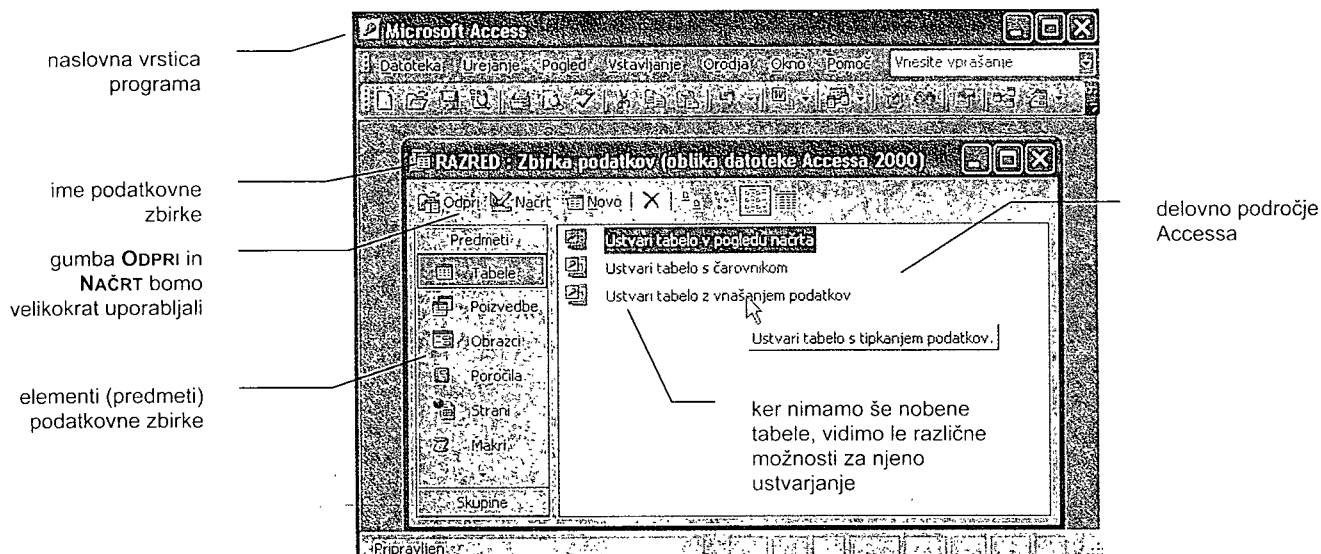 naslovna vrstica
programa
ime podatkovne
zbirke
gumba ODPRI in
NAČRT bomo
velikokrat uporabljali
elementi (predmeti)
podatkovne zbirke
Microsoft Access
Datoteka Urejanje Pogled Vstavljanje Orodja Okno Pomoč Vnesite vprašanje
RAZRED : Zbirka podatkov (oblika datoteke Accessa 2000)
Odpri Načrt Novo
Predmeti
Tabele
Poizvedbe
Obrazci
Poročila
Strani
Makri
Skupine
Ustvari tabelo v pogledu načrta
Ustvari tabelo s čarovnikom
Ustvari tabelo z vnašanjem podatkov
Ustvari tabelo s tipkanjem podatkov.
ker nimamo še nobene
tabele, vidimo le različne
možnosti za njeno
ustvarjanje
Pripravljen
delovno področje
Accessa